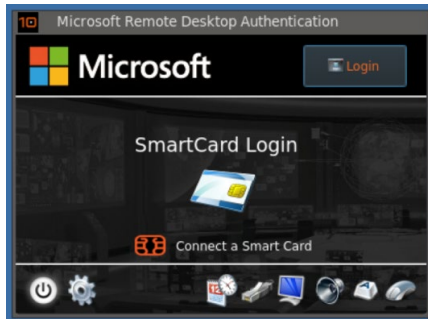 10 Microsoft Remote Desktop Authentication
Microsoft
Login
SmartCard Login
Connect a Smart Card